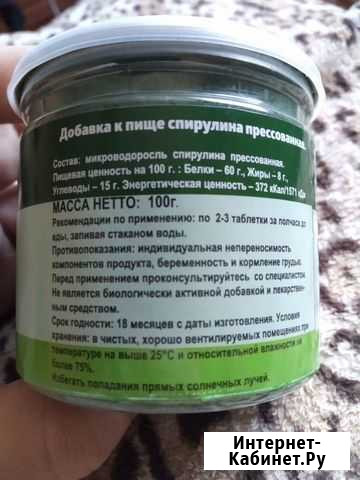 Добавка к пище спирулина прессованная.
Состав: микроводоросль спирулина прессованная.
Пищевая ценность на 100 г. : Белки – 60 г., Жиры – 8 г.,
Углеводы – 15 г. Энергетическая ценность – 372 кКал/1571 кДж
МАССА НЕТТО: 100г.
Рекомендации по применению: по 2-3 таблетки за полчаса до
еды, запивая стаканом воды.
Противопоказания: индивидуальная непереносимость
компонентов продукта, беременность и кормление грудью.
Перед применением проконсультируйтесь со специалистом.
Не является биологически активной добавкой и лекарствен-
ным средством.
Срок годности: 18 месяцев с даты изготовления. Условия
хранения: в чистых, хорошо вентилируемых помещениях при
температуре на выше 25°С и относительной влажности не
более 75%.
Избегать попадания прямых солнечных лучей.
Интернет-
Кабинет.Ру